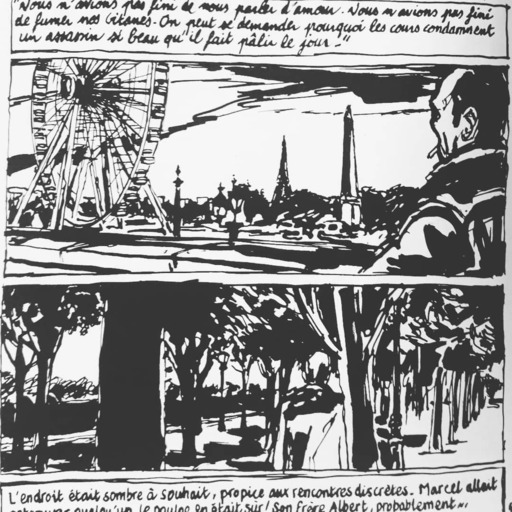 "Nous n'avions pas fini de nous parler d'amour. Nous n'avions pas fini
de fumer nos Gitanes. On peut se demander pourquoi les cours condamnent
un assassin si beau qu'il fait pâlir le jour -"
L'endroit était sombre à souhait, propice aux rencontres discrètes. Marcel allait
retrouver quelqu'un. Le poulpe en était sûr! Son frère Albert, probablement...